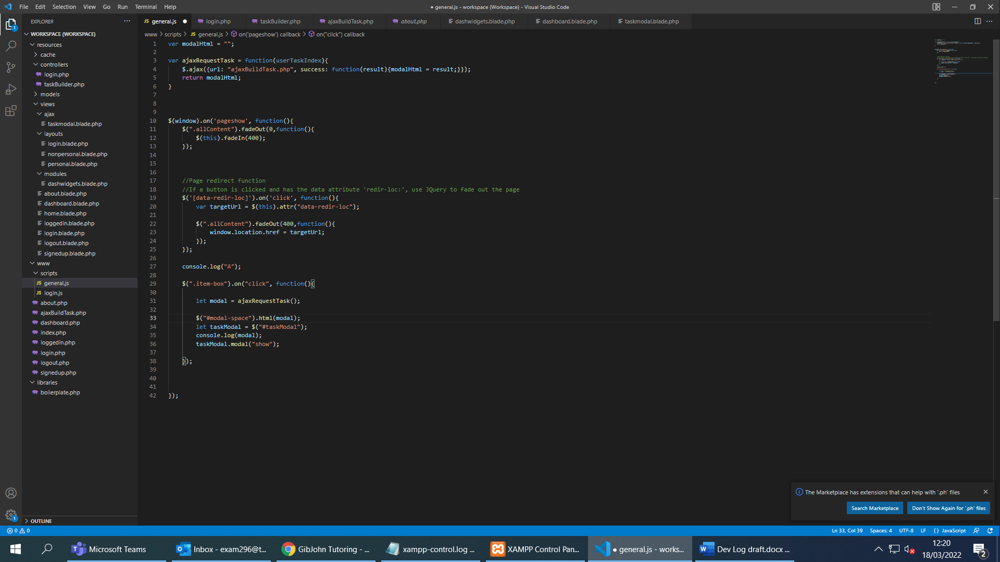 File Edit Selection View Go Run Terminal Help
● general.js - workspace (Workspace) - Visual Studio Code
EXPLORER
general.js login.php taskBuilder.php ajaxBuildTask.php about.php dashwidgets.blade.php dashboard.blade.php taskmodal.blade.php
www > scripts > JS general.js > on('pageshow') callback > on("click") callback
WORKSPACE (WORKSPACE)
resources
cache
controllers
login.php
taskBuilder.php
models
views
ajax
taskmodal.blade.php
layouts
login.blade.php
nonpersonal.blade.php
personal.blade.php
modules
dashwidgets.blade.php
about.blade.php
dashboard.blade.php
home.blade.php
loggedin.blade.php
login.blade.php
logout.blade.php
signedup.blade.php
www
scripts
JS general.js
JS login.js
about.php
ajaxBuildTask.php
dashboard.php
index.php
loggedin.php
login.php
logout.php
signedup.php
libraries
boilerplate.php
OUTLINE
1 var modalHtml = "";
2
3 var ajaxRequestTask = function(userTaskIndex){
4 $.ajax({url: "ajaxBuildTask.php", success: function(result){modalHtml = result;}});
5 return modalHtml;
6 }
7
8
9
10 $(window).on('pageshow', function(){
11 $(".allContent").fadeOut(0,function(){
12 $(this).fadeIn(400);
13 });
14
15
16
17 //Page redirect function
18 //If a button is clicked and has the data attribute 'redir-loc:', use JQuery to fade out the page
19 $('[data-redir-loc]').on('click', function(){
20 var targetUrl = $(this).attr("data-redir-loc");
21
22 $(".allContent").fadeOut(400,function(){
23 window.location.href = targetUrl;
24 });
25 });
26
27 console.log("A");
28
29 $(".item-box").on("click", function(){
30
31 let modal = ajaxRequestTask();
32
33 $("#modal-space").html(modal);
34 let taskModal = $("#taskModal");
35 console.log(modal);
36 taskModal.modal("show");
37
38 });
39
40
41
42 });
The Marketplace has extensions that can help with '.ph' files
Search Marketplace
Don't Show Again for '.ph' files
0 0
Ln 33, Col 39 Spaces: 4 UTF-8 LF {} JavaScript
Microsoft Teams
Inbox - exam296@t...
GibJohn Tutoring - ...
xampp-control.log ...
XAMPP Control Pan...
● general.js - works...
Dev Log draft.docx ...
12:20
18/03/2022
2